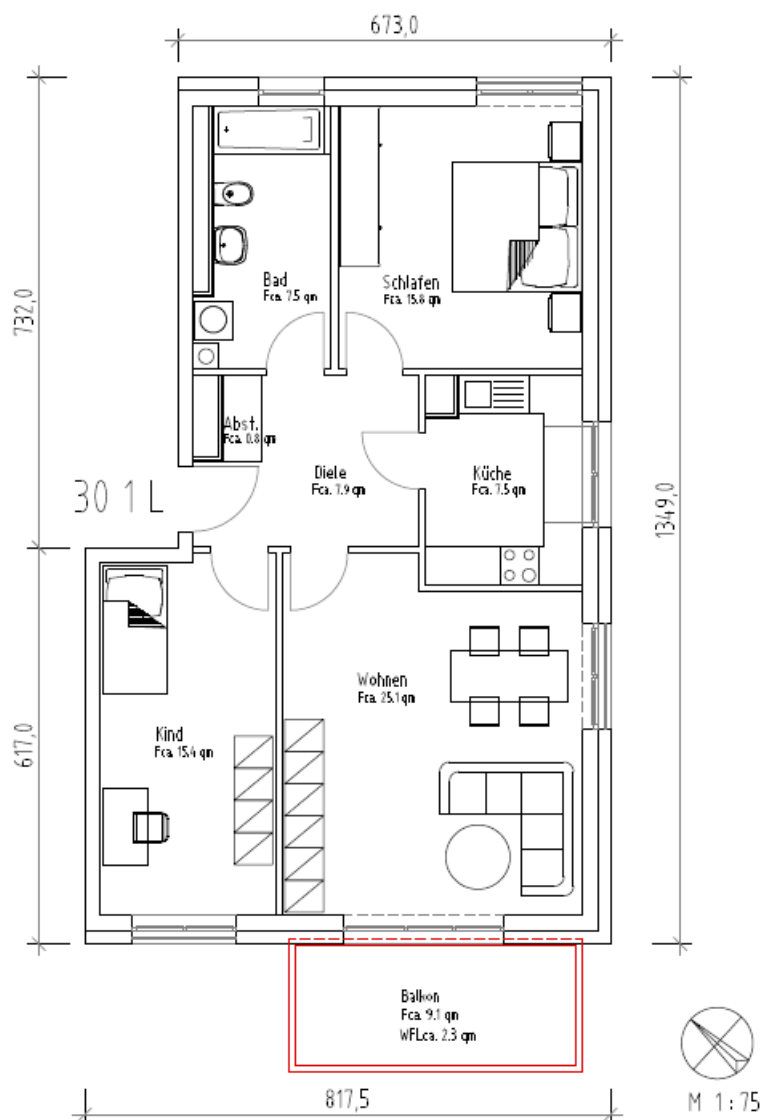 673,0
732,0
Bad
Fca. 7.5 qm
Schlafen
Fca. 15.8 qm
Abst.
Fca. 0.8 qm
Diele
Fca. 7.9 qm
Küche
Fca. 7.5 qm
30 1 L
1349,0
Wohnen
Fca. 25.1 qm
Kind
Fca. 15.4 qm
617,0
Balkon
Fca. 9.1 qm
WFLca. 2.3 qm
817,5
M 1:75